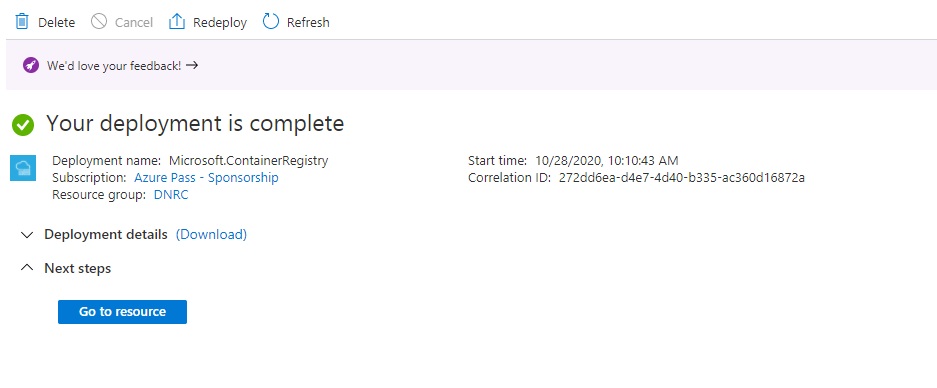 Delete Cancel Redeploy Refresh
We'd love your feedback! →
Your deployment is complete
Deployment name: Microsoft.ContainerRegistry
Subscription: Azure Pass - Sponsorship
Resource group: DNRC
Start time: 10/28/2020, 10:10:43 AM
Correlation ID: 272dd6ea-d4e7-4d40-b335-ac360d16872a
Deployment details (Download)
Next steps
Go to resource